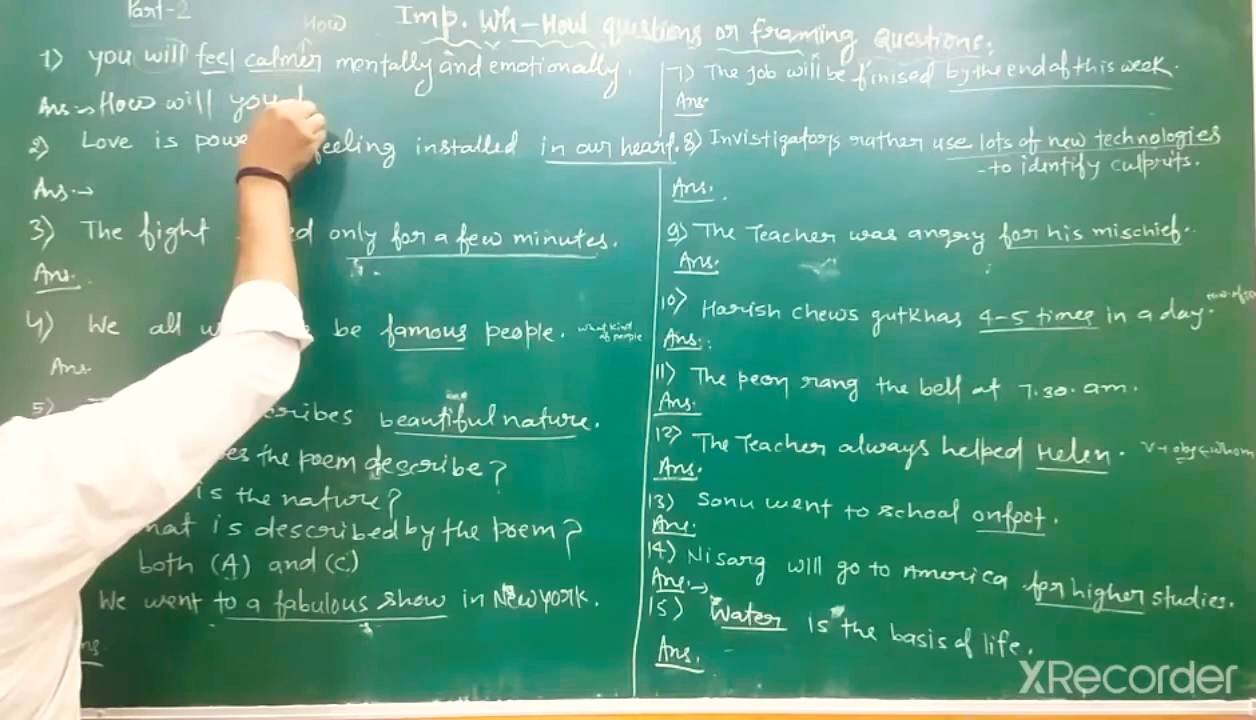 Part-2
How
Imp. Wh-How questions or framing Questions:
1) you will feel calmer mentally and emotionally.
Ans:→ How will you
2) Love is feeling installed in our heart.
Ans.→
3) The fight only for a few minutes.
Ans.
4) We all be famous people. what kind of people
Ans
5) beautiful nature.
the poem describe?
is the nature?
is described by the poem?
both (A) and (C)
We went to a fabulous show in Newyork.
7) The job will be finised by the end of this week.
Ans.
8) Invistigators rather use lots of new technologies
-to identify culprits.
Ans.
9) The Teacher was angry for his mischief.
Ans.
10) Harish chews gutkhas 4-5 times in a day.
Ans.:
11) The peon rang the bell at 7.30. am.
Ans.
12) The Teacher always helped Helen. V+obj=whom
Ans.
13) Sonu went to school onfoot.
Ans.
14) Nisarg will go to America for higher studies.
Ans.→
15) Water is the basis of life.
Ans.
XRecorder